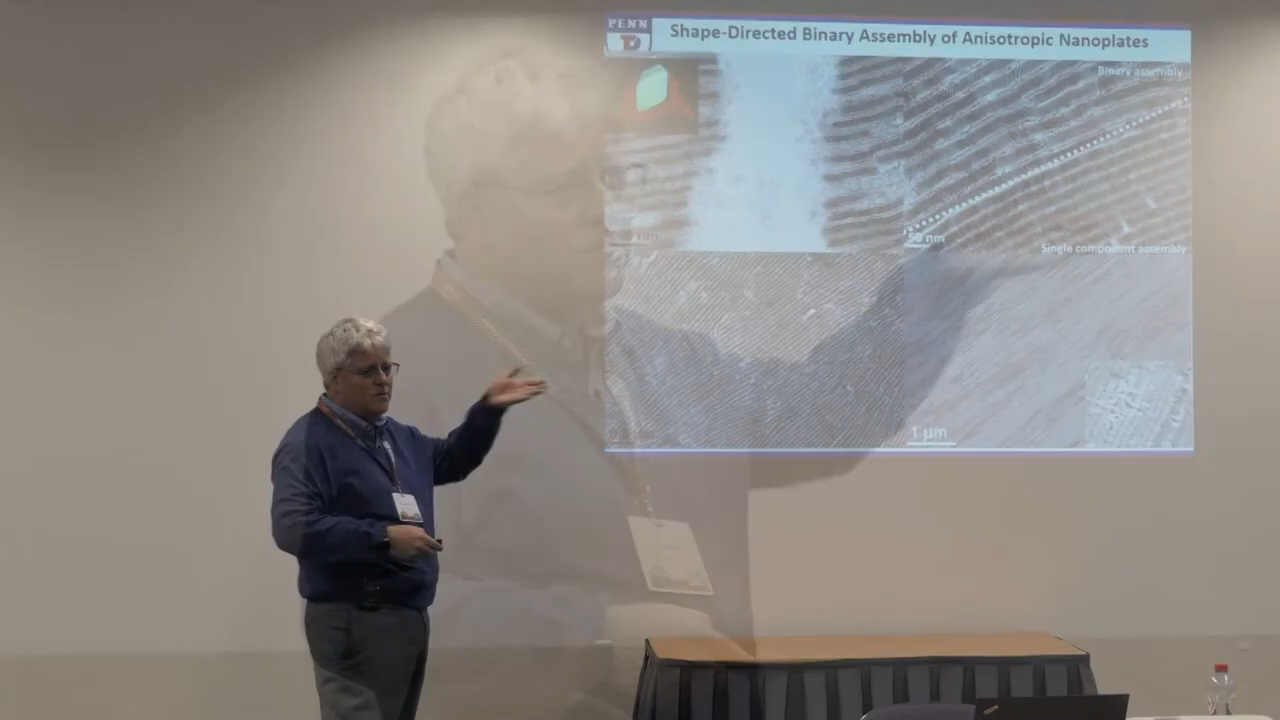 PENN
Shape-Directed Binary Assembly of Anisotropic Nanoplates
Binary assembly
50 nm
Single component assembly
1 µm